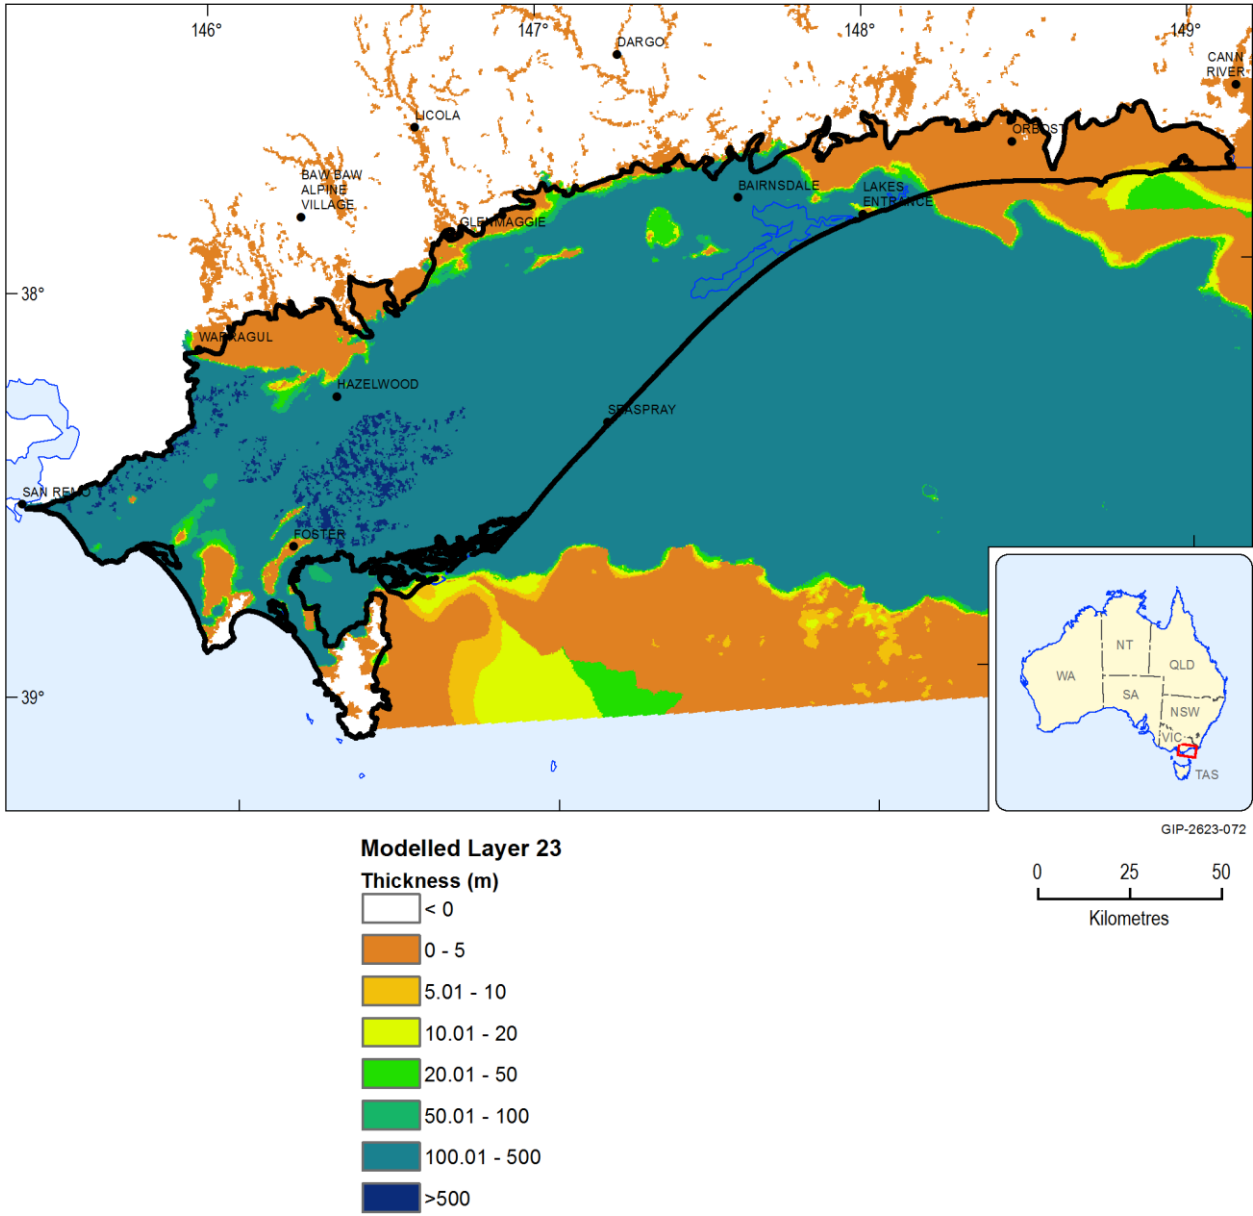 146°
147°
148°
149°
DARGO
CANN
RIVER
LICOLA
ORBOST
BAW BAW
ALPINE
VILLAGE
BAIRNSDALE
LAKES
ENTRANCE
GLENMAGGIE
38°
WARRAGUL
HAZELWOOD
SEASPRAY
SAN REMO
FOSTER
39°
NT
WA
QLD
SA
NSW
VIC
TAS
GIP-2623-072
Modelled Layer 23
Thickness (m)
< 0
0 - 5
5.01 - 10
10.01 - 20
20.01 - 50
50.01 - 100
100.01 - 500
>500
0 25 50
Kilometres